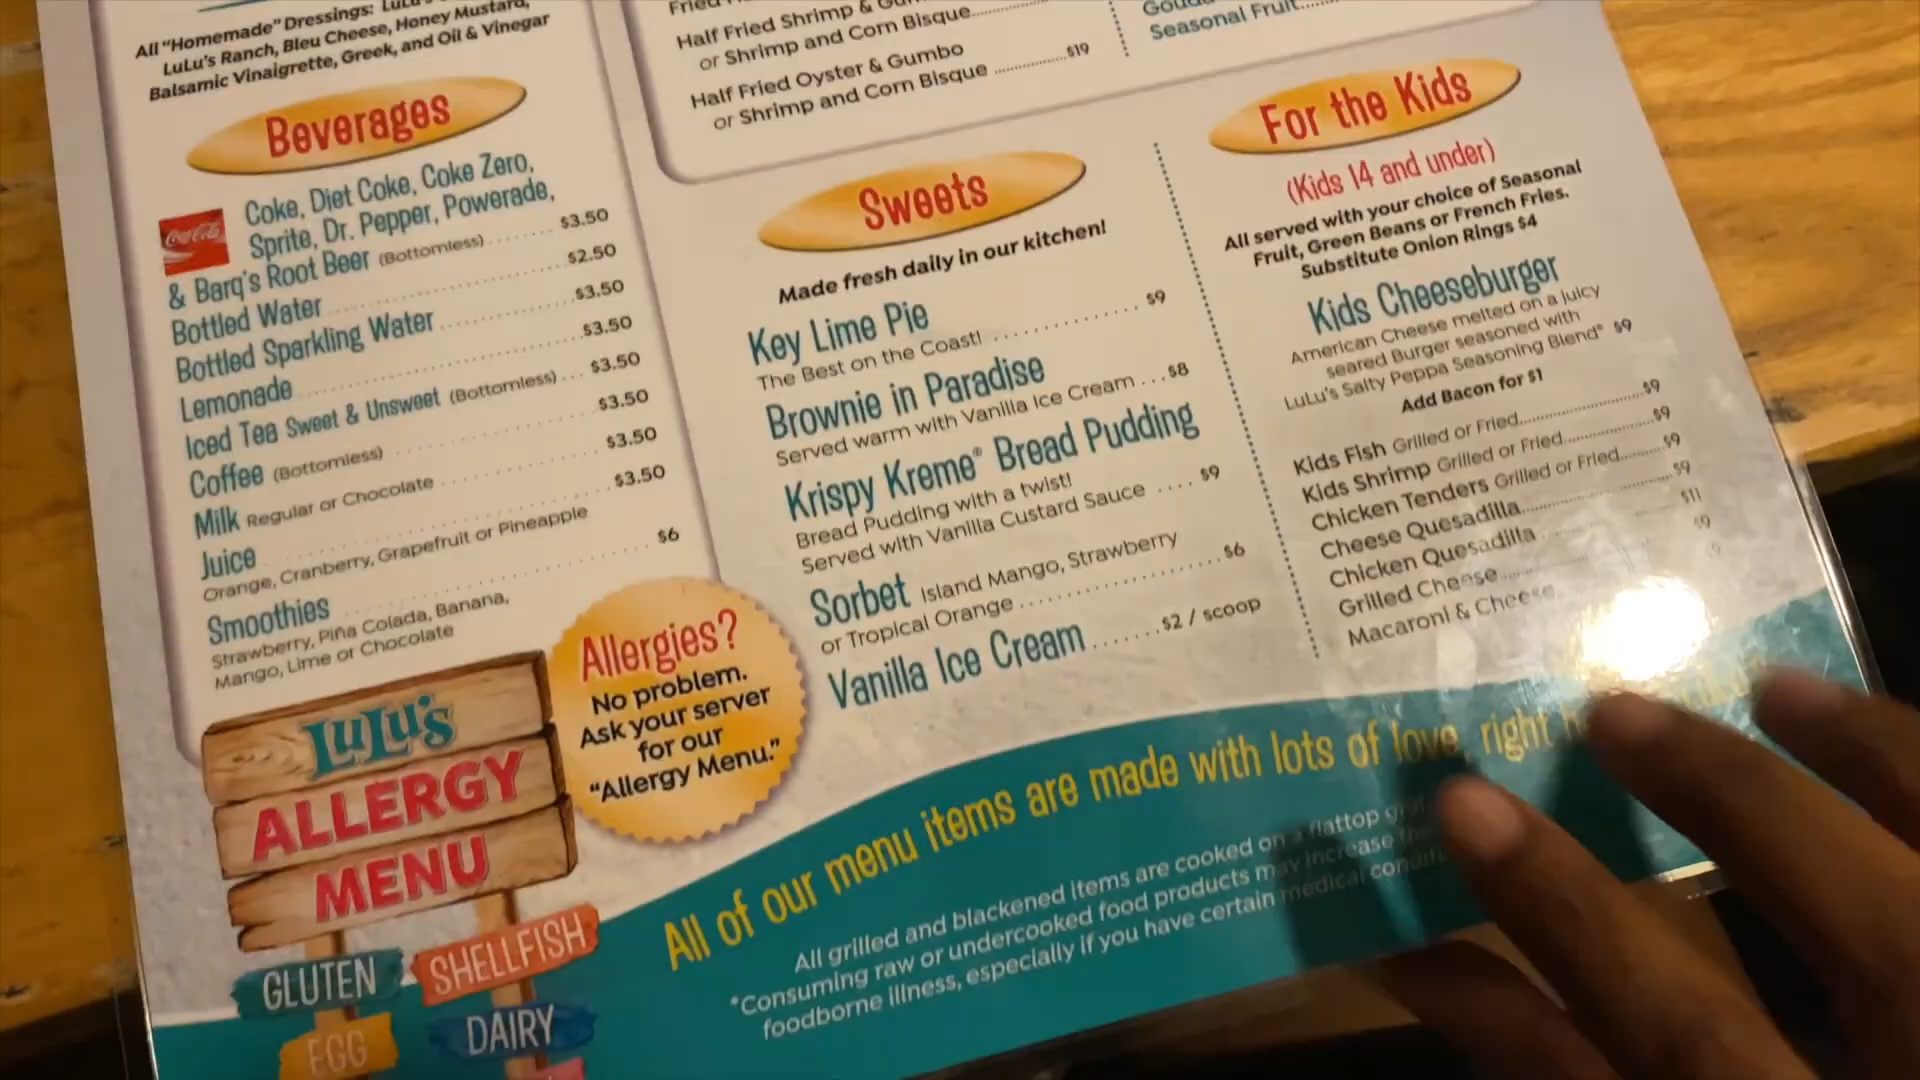 All "Homemade" Dressings: LuLu's
LuLu's Ranch, Bleu Cheese, Honey Mustard,
Balsamic Vinaigrette, Greek, and Oil & Vinegar
Beverages
Coca-Cola
Coke, Diet Coke, Coke Zero,
Sprite, Dr. Pepper, Powerade,
& Barq's Root Beer (Bottomless) $3.50
Bottled Water $2.50
Bottled Sparkling Water $3.50
Lemonade $3.50
Iced Tea Sweet & Unsweet (Bottomless) $3.50
Coffee (Bottomless) $3.50
Milk Regular or Chocolate $3.50
Juice $3.50
Orange, Cranberry, Grapefruit or Pineapple
Smoothies $6
Strawberry, Piña Colada, Banana,
Mango, Lime or Chocolate
LuLu's
ALLERGY
MENU
GLUTEN
SHELLFISH
EGG
DAIRY
Allergies?
No problem.
Ask your server
for our
"Allergy Menu."
Fried
Half Fried Shrimp &
or Shrimp and Corn Bisque
Half Fried Oyster & Gumbo
or Shrimp and Corn Bisque $19
Seasonal Fruit
Sweets
Made fresh daily in our kitchen!
Key Lime Pie
The Best on the Coast! $9
Brownie in Paradise
Served warm with Vanilla Ice Cream $8
Krispy Kreme® Bread Pudding
Bread Pudding with a twist!
Served with Vanilla Custard Sauce $9
Sorbet Island Mango, Strawberry
or Tropical Orange $6
Vanilla Ice Cream $2 / scoop
For the Kids
(Kids 14 and under)
All served with your choice of Seasonal
Fruit, Green Beans or French Fries.
Substitute Onion Rings $4
Kids Cheeseburger
American Cheese melted on a juicy
seared Burger seasoned with
LuLu's Salty Peppa Seasoning Blend® $9
Add Bacon for $1
Kids Fish Grilled or Fried $9
Kids Shrimp Grilled or Fried $9
Chicken Tenders Grilled or Fried $9
Cheese Quesadilla $9
Chicken Quesadilla $11
Grilled Cheese $9
Macaroni & Cheese
All of our menu items are made with lots of love, right
All grilled and blackened items are cooked on a flattop
*Consuming raw or undercooked food products may increase
foodborne illness, especially if you have certain medical